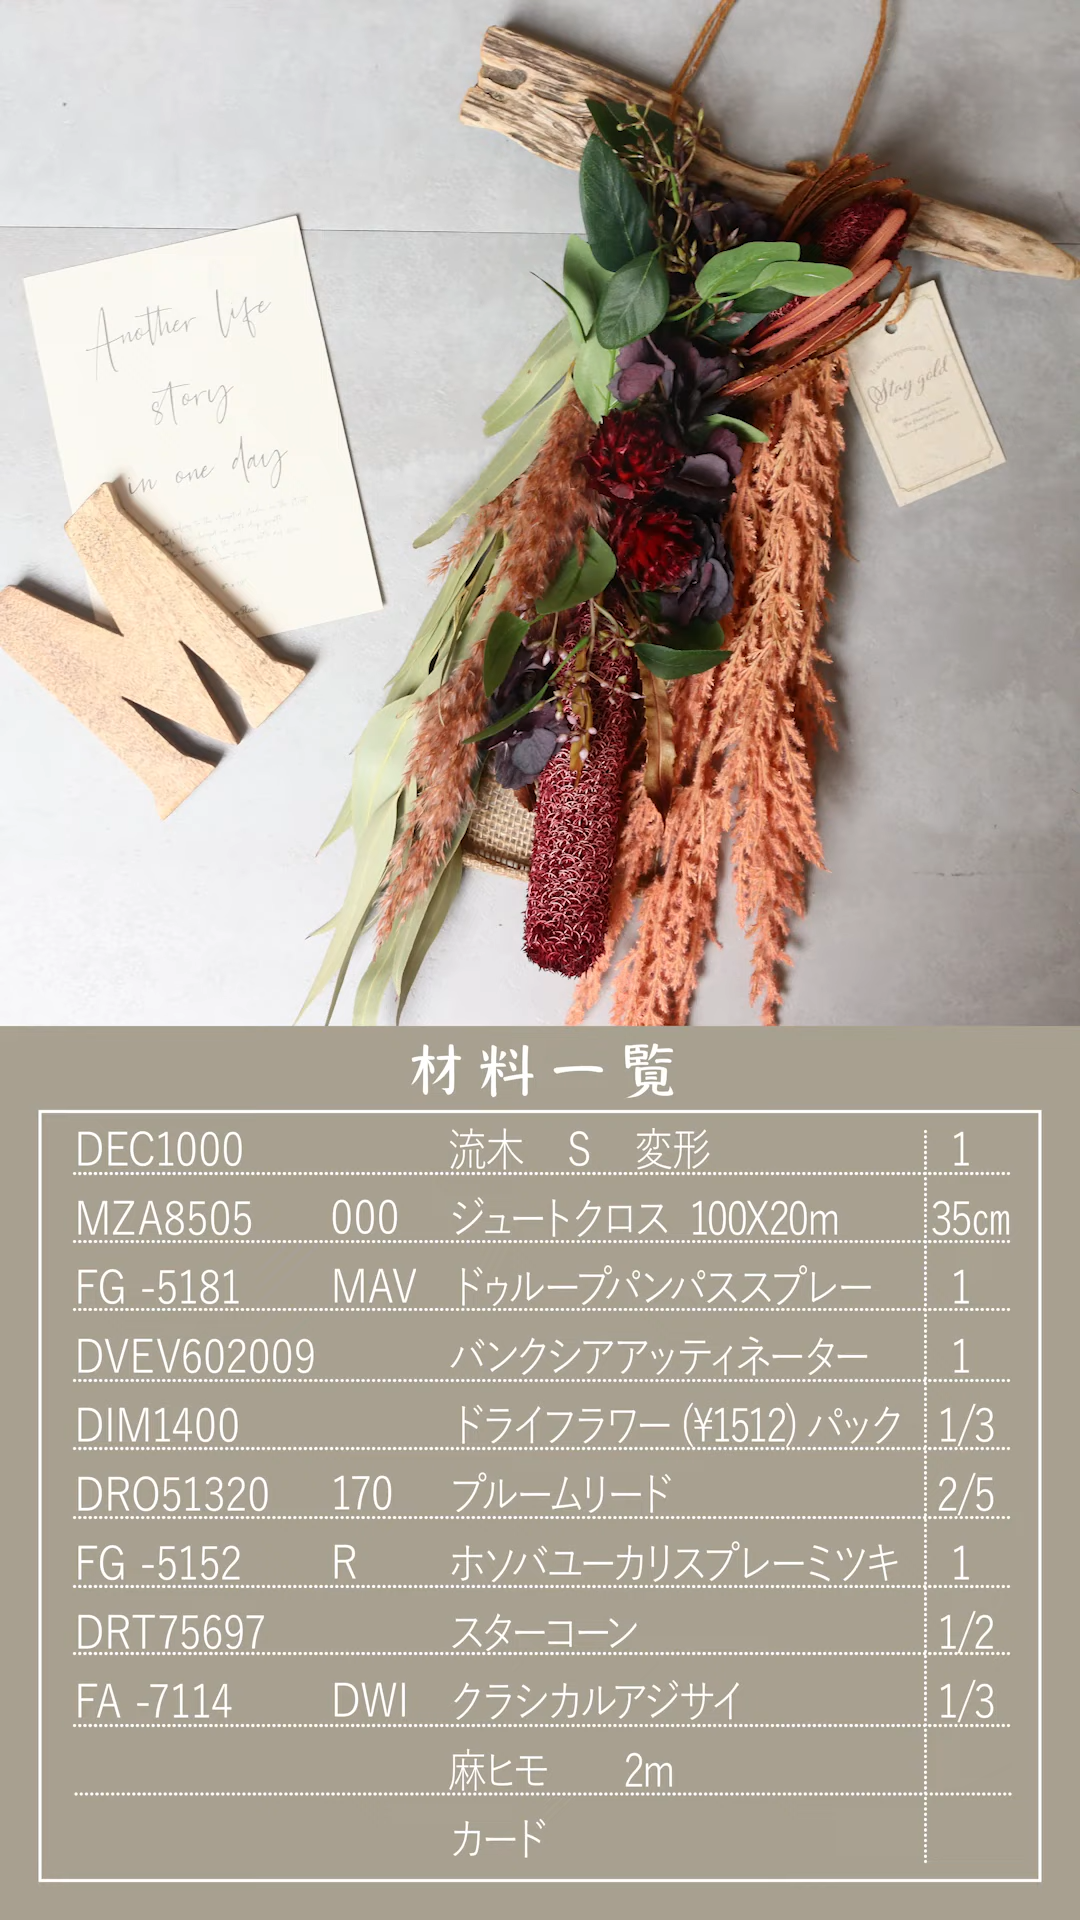 Another life
story
in one day
Stay gold
材料一覧
DEC1000 流木 S 変形 1
MZA8505 000 ジュートクロス 100X20m 35cm
FG -5181 MAV ドゥループパンパススプレー 1
DVEV602009 バンクシアアッティネーター 1
DIM1400 ドライフラワー (¥1512) パック 1/3
DRO51320 170 プルームリード 2/5
FG -5152 R ホソバユーカリスプレーミツキ 1
DRT75697 スターコーン 1/2
FA -7114 DWI クラシカルアジサイ 1/3
麻ヒモ 2m
カード